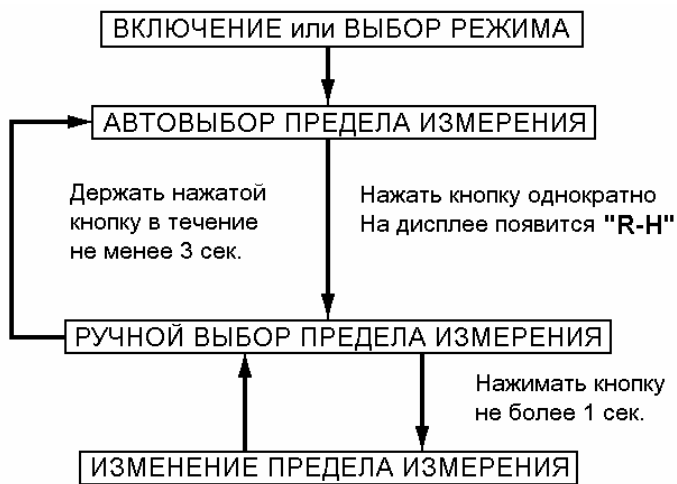 ВКЛЮЧЕНИЕ или ВЫБОР РЕЖИМА
АВТОВЫБОР ПРЕДЕЛА ИЗМЕРЕНИЯ
Держать нажатой
кнопку в течение
не менее 3 сек.
Нажать кнопку однократно
На дисплее появится "R-H"
РУЧНОЙ ВЫБОР ПРЕДЕЛА ИЗМЕРЕНИЯ
Нажимать кнопку
не более 1 сек.
ИЗМЕНЕНИЕ ПРЕДЕЛА ИЗМЕРЕНИЯ